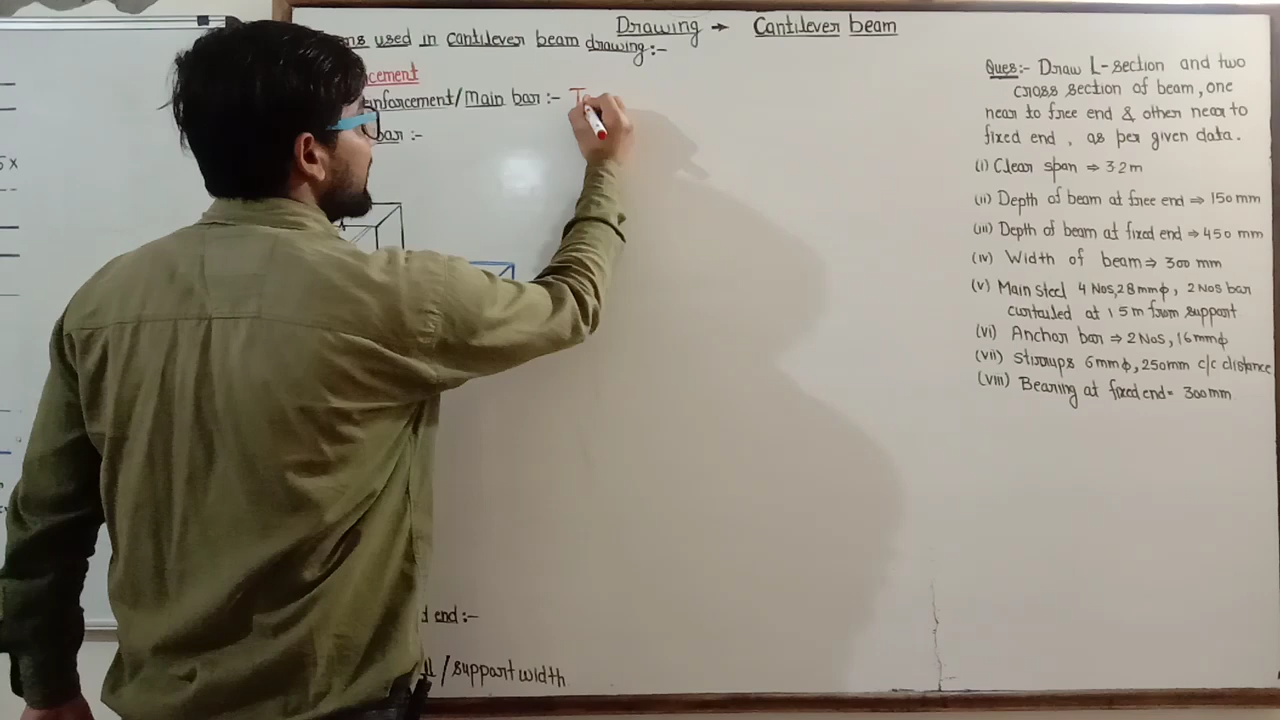 Drawing → Cantilever beam
used in cantilever beam drawing:-
cement
nforcement/Main bar:- T
bar:-
d end:-
/support width
Ques:- Draw L-section and two
cross section of beam, one
near to free end & other near to
fixed end, as per given data.
(i) Clear span ⇒ 3.2m
(ii) Depth of beam at free end ⇒ 150 mm
(iii) Depth of beam at fixed end ⇒ 450 mm
(iv) Width of beam ⇒ 300 mm
(v) Main steel 4 Nos, 28mmϕ, 2 Nos bar
curtailed at 1.5m from support
(vi) Anchor bar ⇒ 2 Nos, 16mmϕ
(vii) Stirrups 6mmϕ, 250mm c/c distance
(viii) Bearing at fixed end = 300mm
5 x